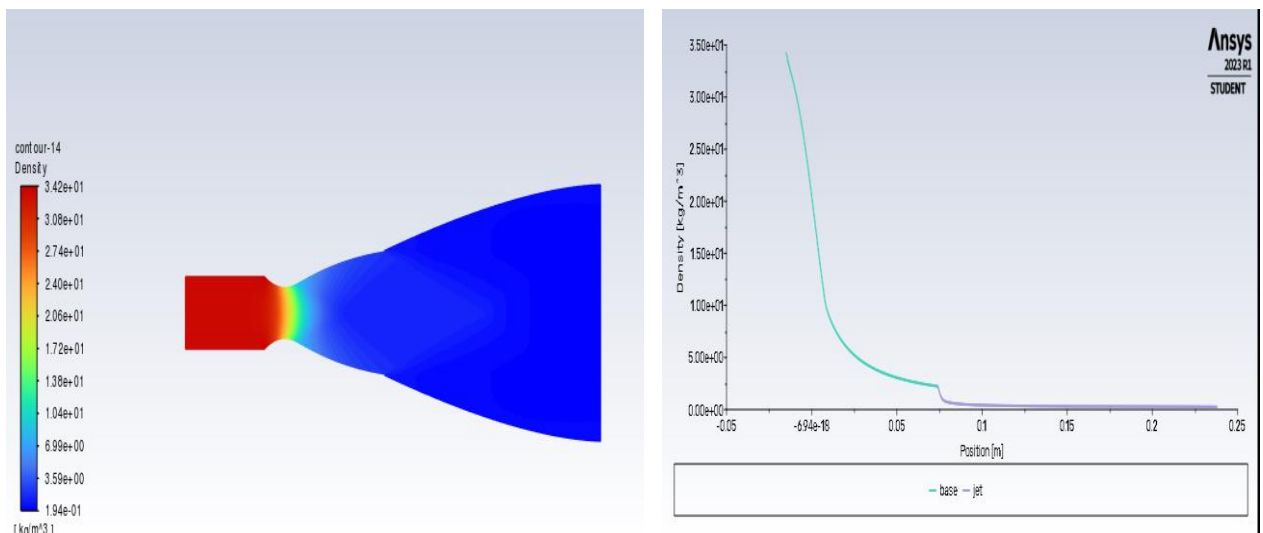 contour-14
Density
3.42e+01
3.08e+01
2.74e+01
2.40e+01
2.06e+01
1.72e+01
1.38e+01
1.04e+01
6.99e+00
3.59e+00
1.94e-01
[kg/m^3]
Ansys
2023 R1
STUDENT
Density [kg/m^3]
3.50e+01
3.00e+01
2.50e+01
2.00e+01
1.50e+01
1.00e+01
5.00e+00
0.00e+00
-0.05
-6.94e-18
0.05
0.1
0.15
0.2
0.25
Position [m]
base jet